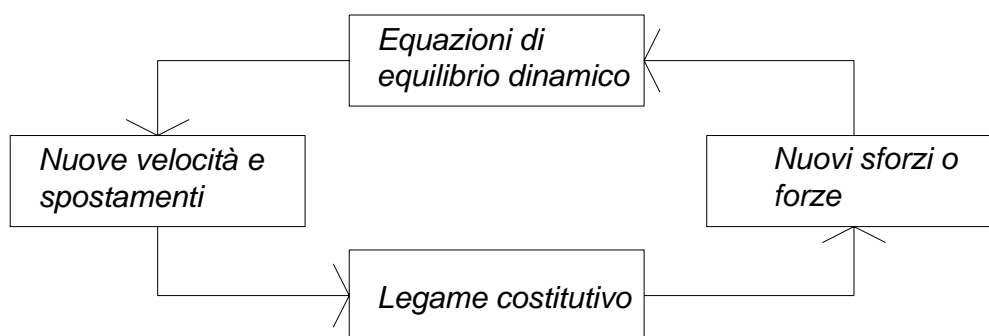 Equazioni di
equilibrio dinamico
Nuove velocità e
spostamenti
Nuovi sforzi o
forze
Legame costitutivo